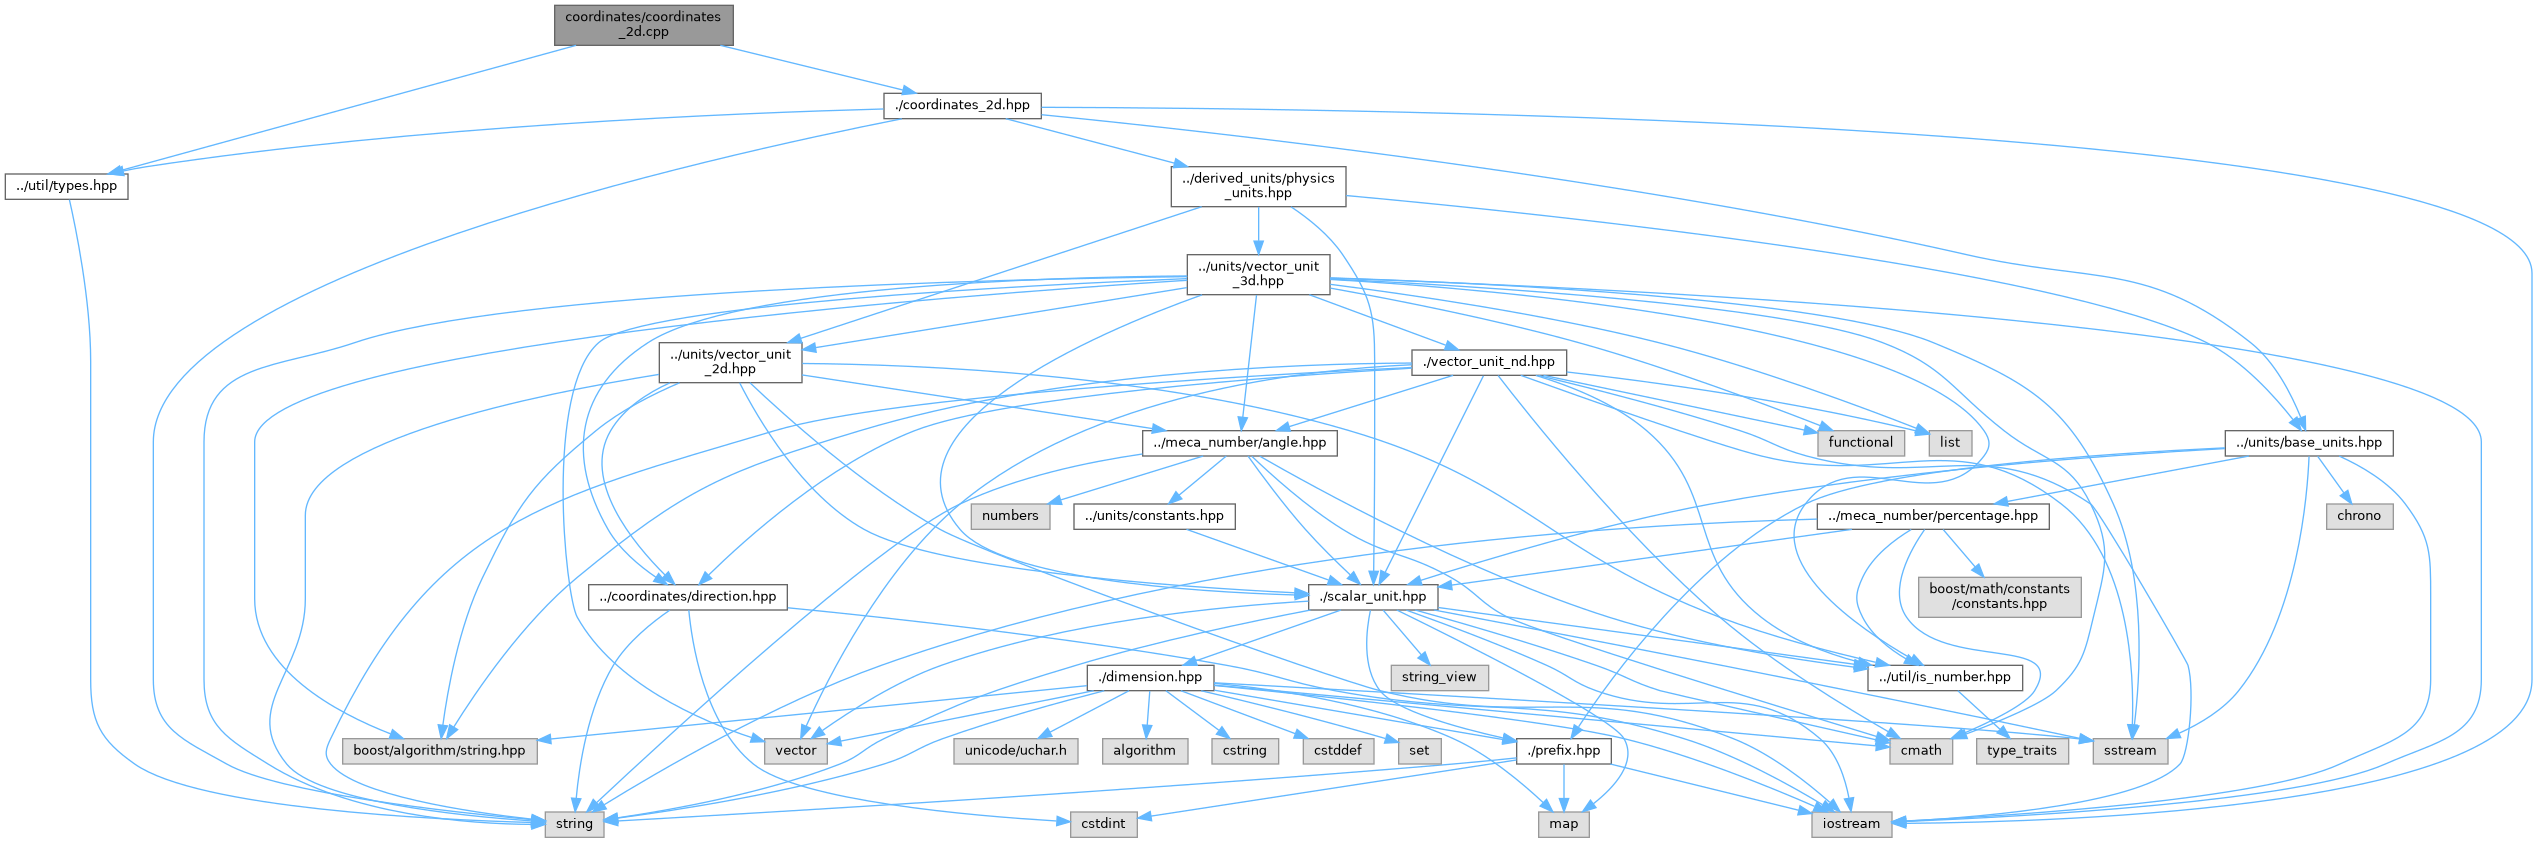 coordinates/coordinates
_2d.cpp
./coordinates_2d.hpp
../util/types.hpp
../derived_units/physics
_units.hpp
../units/vector_unit
_3d.hpp
../units/vector_unit
_2d.hpp
./vector_unit_nd.hpp
../meca_number/angle.hpp
functional
list
../units/base_units.hpp
numbers
../units/constants.hpp
../meca_number/percentage.hpp
chrono
../coordinates/direction.hpp
./scalar_unit.hpp
boost/math/constants
/constants.hpp
./dimension.hpp
string_view
../util/is_number.hpp
boost/algorithm/string.hpp
vector
unicode/uchar.h
algorithm
cstring
cstddef
set
./prefix.hpp
cmath
type_traits
sstream
string
cstdint
map
iostream